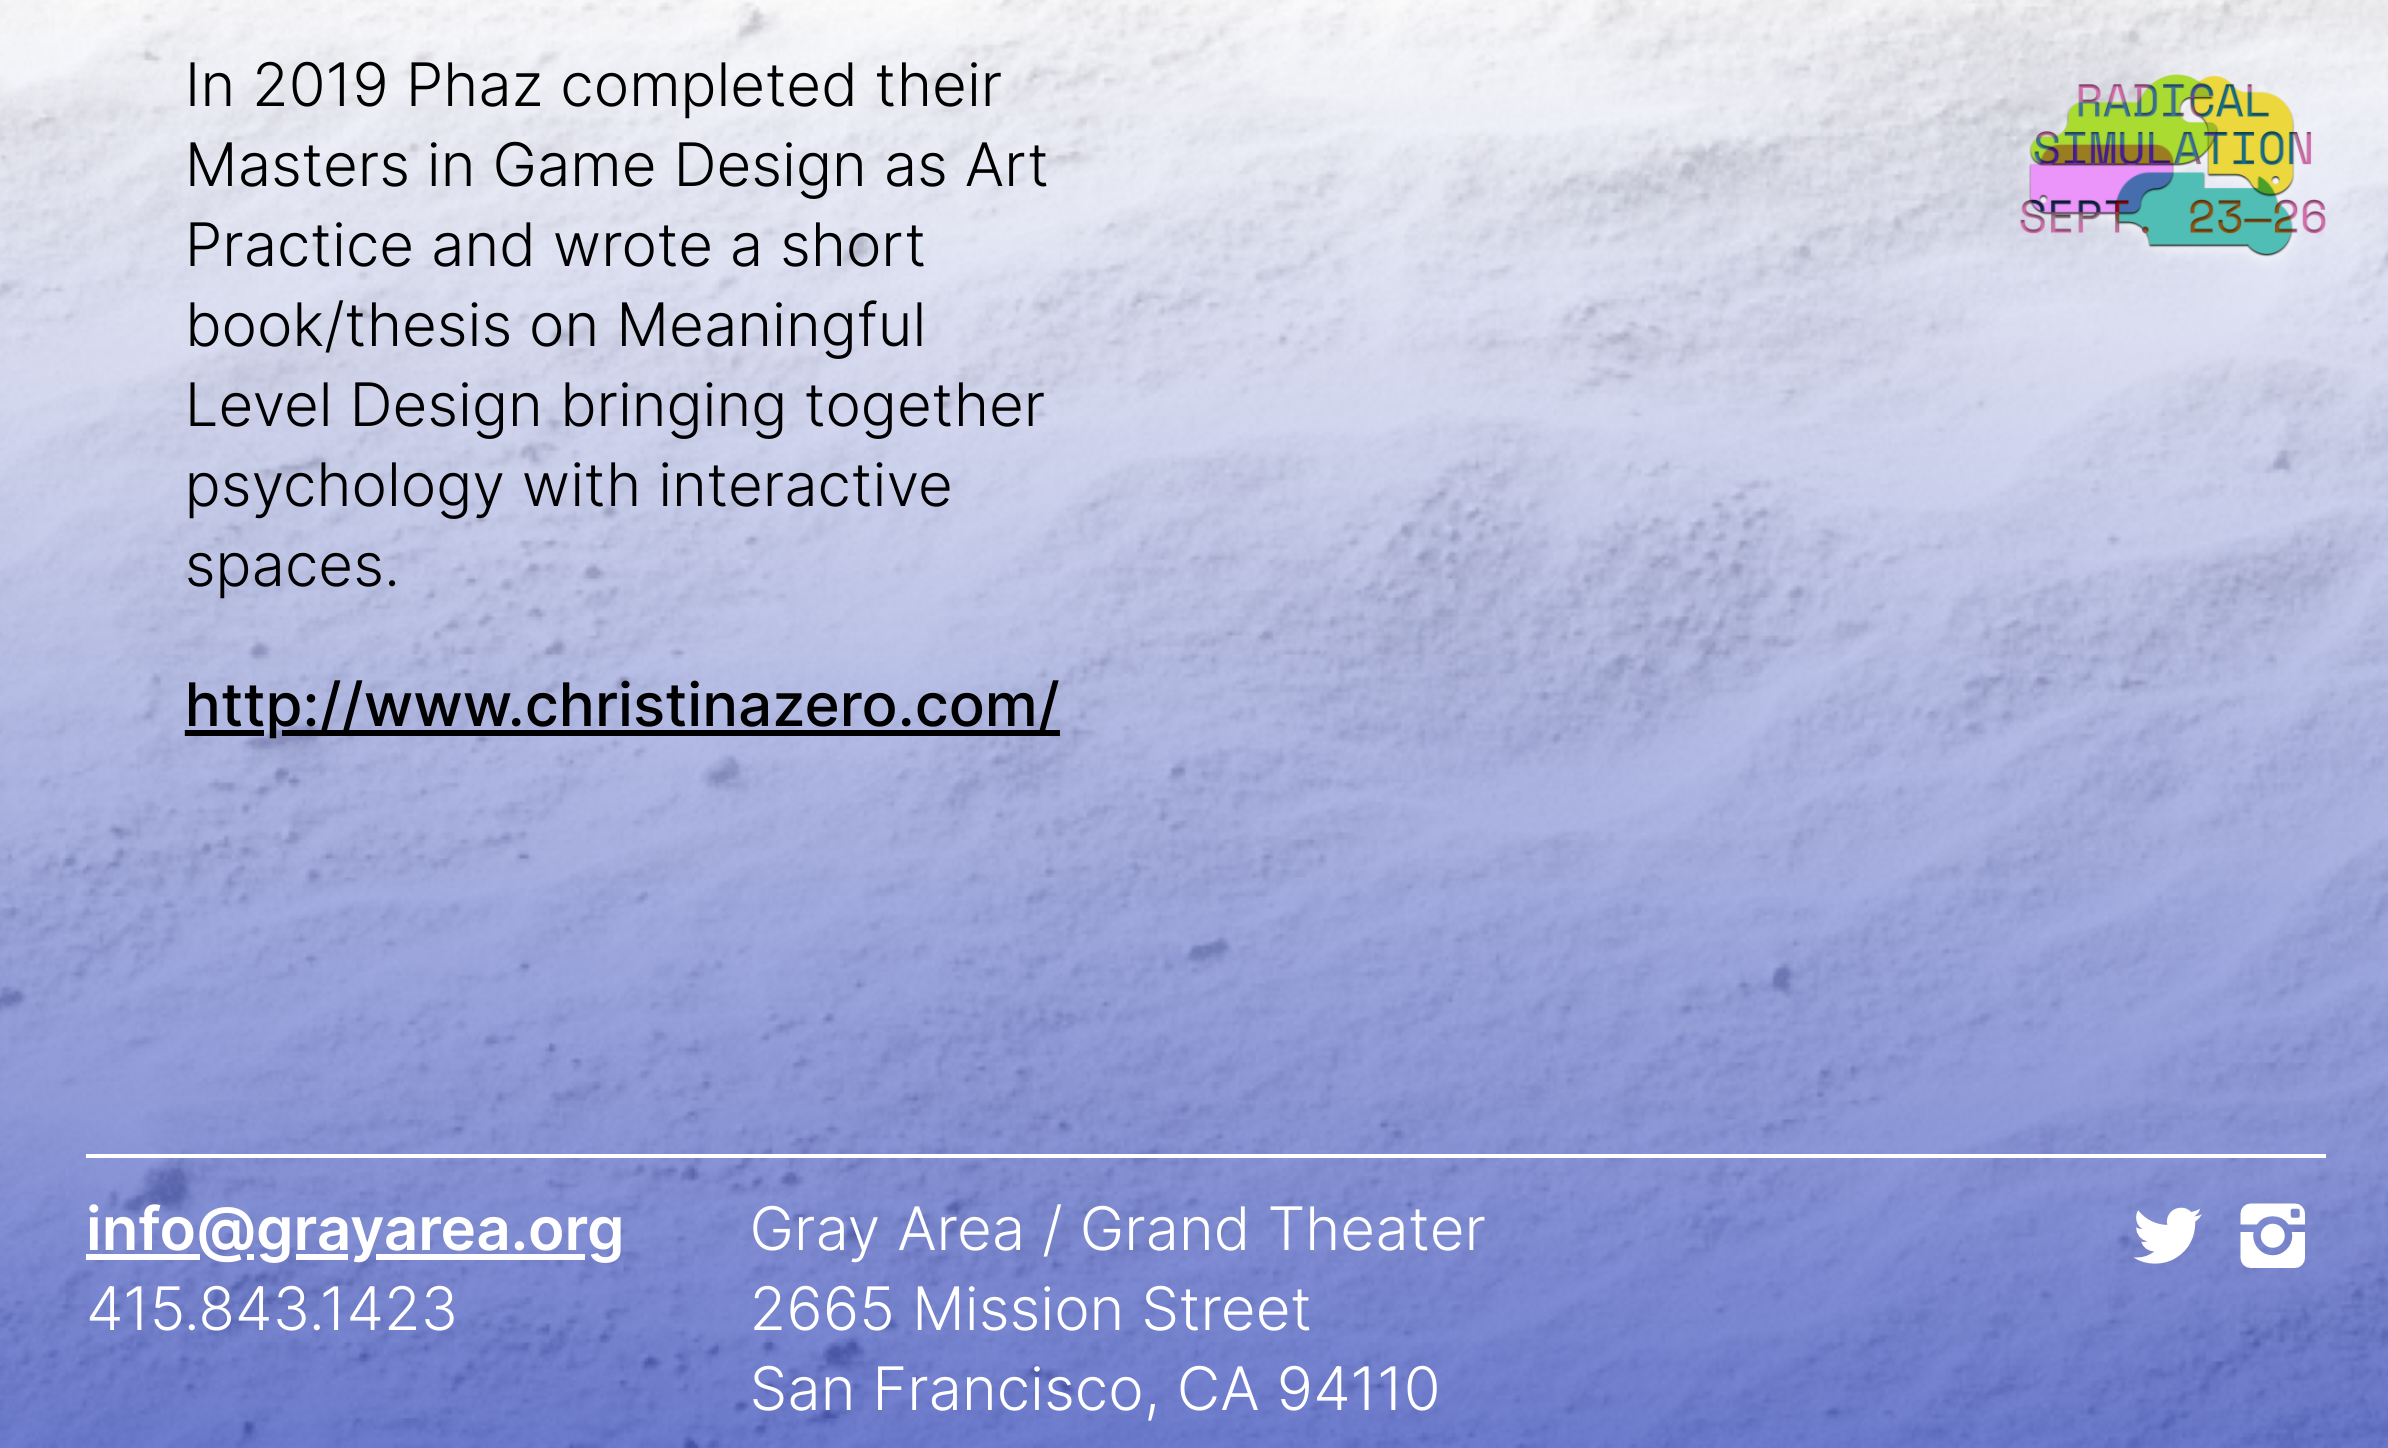 In 2019 Phaz completed their
Masters in Game Design as Art
Practice and wrote a short
book/thesis on Meaningful
Level Design bringing together
psychology with interactive
spaces.
http://www.christinazero.com/
RADICAL
SIMULATION
SEPT. 23–26
info@grayarea.org
415.843.1423
Gray Area / Grand Theater
2665 Mission Street
San Francisco, CA 94110